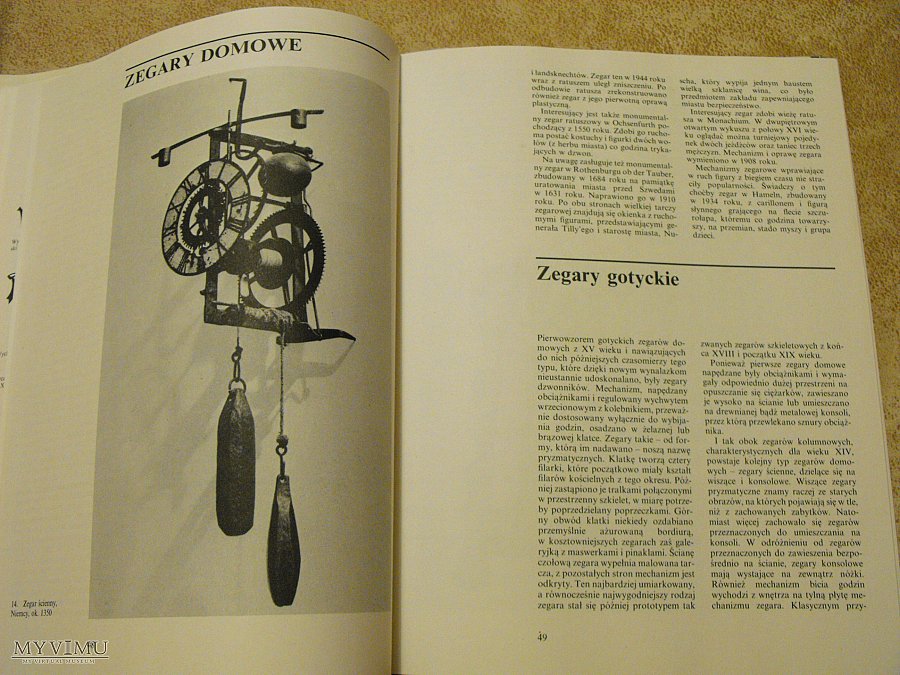 ZEGARY DOMOWE
14. Zegar ścienny,
Niemcy, ok. 1350
i landsknechtów. Zegar ten w 1944 roku
wraz z ratuszem uległ zniszczeniu. Po
odbudowie ratusza zrekonstruowano
również zegar z jego pierwotną oprawą
plastyczną.
Interesujący jest także monumental-
ny zegar ratuszowy w Ochsenfurth po-
chodzący z 1550 roku. Zdobi go rucho-
ma postać kostuchy i figurki dwóch wo-
łów (z herbu miasta) co godzina tryka-
jących w dzwon.
Na uwagę zasługuje też monumental-
ny zegar w Rothenburgu ob der Tauber,
zbudowany w 1684 roku na pamiątkę
uratowania miasta przed Szwedami
w 1631 roku. Naprawiono go w 1910
roku. Po obu stronach wielkiej tarczy
zegarowej znajdują się okienka z rucho-
mymi figurami, przedstawiającymi ge-
nerała Tilly'ego i starostę miasta, Nu-
scha, który wypija jednym haustem
wielką szklanicę wina, co było
przedmiotem zakładu zapewniającego
miastu bezpieczeństwo.
Interesujący zegar zdobi wieżę ratu-
sza w Monachium. W dwupiętrowym
otwartym wykuszu z połowy XVI wie-
ku oglądać można turniejowy pojedy-
nek dwóch jeźdźców oraz taniec trzech
mężczyzn. Mechanizm i oprawę zegara
wymieniono w 1908 roku.
Mechanizmy zegarowe wprawiające
w ruch figury z biegiem czasu nie stra-
ciły popularności. Świadczy o tym
choćby zegar w Hameln, zbudowany
w 1934 roku, z carillonem i figurą
słynnego grającego na flecie szczu-
rołapa, któremu co godzina towarzy-
szy, na przemian, stado myszy i grupa
dzieci.
Zegary gotyckie
Pierwowzorem gotyckich zegarów do-
mowych z XV wieku i nawiązujących
do nich późniejszych czasomierzy tego
typu, które dzięki nowym wynalazkom
nieustannie udoskonalano, były zegary
dzwonników. Mechanizm, napędzany
obciążnikami i regulowany wychwytem
wrzecionowym z kolebnikiem, przeważ-
nie dostosowany wyłącznie do wybija-
nia godzin, osadzano w żelaznej lub
brązowej klatce. Zegary takie – od for-
my, którą im nadawano – noszą nazwę
pryzmatycznych. Klatkę tworzą cztery
filarki, które początkowo miały kształt
filarów kościelnych z tego okresu. Póź-
niej zastąpiono je tralkami połączonymi
w przestrzenny szkielet, w miarę potrze-
by poprzedzielany poprzeczkami. Gór-
ny obwód klatki niekiedy ozdabiano
przemyślnie ażurowaną bordiurą,
w kosztowniejszych zegarach zaś gale-
ryjką z maswerkami i pinaklami. Ścianę
czołową zegara wypełnia malowana tar-
cza, z pozostałych stron mechanizm jest
odkryty. Ten najbardziej umiarkowany,
a równocześnie najwygodniejszy rodzaj
zegara stał się później prototypem tak
zwanych zegarów szkieletowych z koń-
ca XVIII i początku XIX wieku.
Ponieważ pierwsze zegary domowe
napędzane były obciążnikami i wyma-
gały odpowiednio dużej przestrzeni na
opuszczanie się ciężarków, zawieszano
je wysoko na ścianie lub umieszczano
na drewnianej bądź metalowej konsoli,
przez którą przewlekano sznury obciąż-
nika.
I tak obok zegarów kolumnowych,
charakterystycznych dla wieku XIV,
powstaje kolejny typ zegarów domo-
wych – zegary ścienne, dzielące się na
wiszące i konsolowe. Wiszące zegary
pryzmatyczne znamy raczej ze starych
obrazów, na których pojawiają się w tle,
niż z zachowanych zabytków. Nato-
miast więcej zachowało się zegarów
przeznaczonych do umieszczania na
konsoli. W odróżnieniu od zegarów
przeznaczonych do zawieszenia bezpo-
średnio na ścianie, zegary konsolowe
mają wystające na zewnątrz nóżki.
Również mechanizm bicia godzin
wychodzi z wnętrza na tylną płytę me-
chanizmu zegara. Klasycznym przy-
49
MYVIMU
MY VIRTUAL MUSEUM